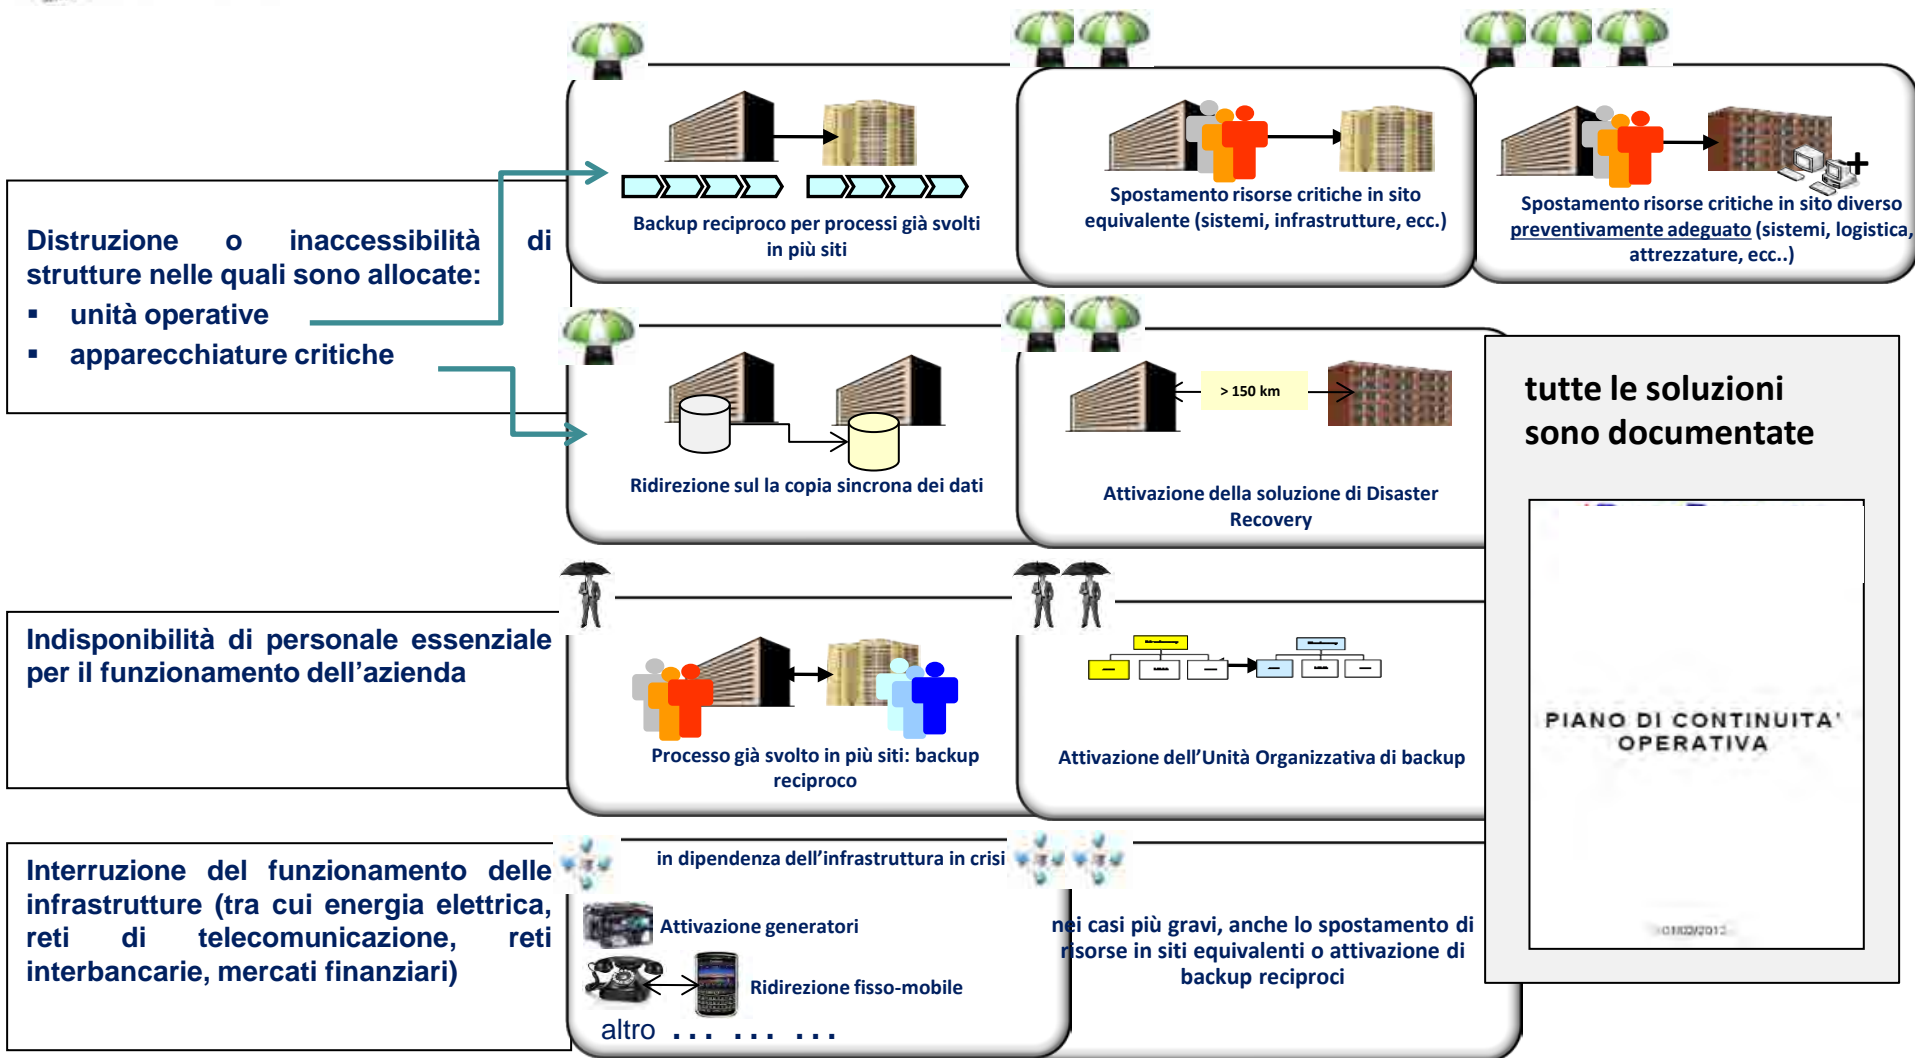 Distruzione o inaccessibilità di
strutture nelle quali sono allocate:
▪ unità operative
▪ apparecchiature critiche
Backup reciproco per processi già svolti
in più siti
Spostamento risorse critiche in sito
equivalente (sistemi, infrastrutture, ecc.)
+
Spostamento risorse critiche in sito diverso
preventivamente adeguato (sistemi, logistica,
attrezzature, ecc..)
Ridirezione sul la copia sincrona dei dati
> 150 km
Attivazione della soluzione di Disaster
Recovery
tutte le soluzioni
sono documentate
PIANO DI CONTINUITA'
OPERATIVA
Indisponibilità di personale essenziale
per il funzionamento dell'azienda
Processo già svolto in più siti: backup
reciproco
Attivazione dell'Unità Organizzativa di backup
Interruzione del funzionamento delle
infrastrutture (tra cui energia elettrica,
reti di telecomunicazione, reti
interbancarie, mercati finanziari)
in dipendenza dell'infrastruttura in crisi
Attivazione generatori
Ridirezione fisso-mobile
altro ... ... ...
nei casi più gravi, anche lo spostamento di
risorse in siti equivalenti o attivazione di
backup reciproci